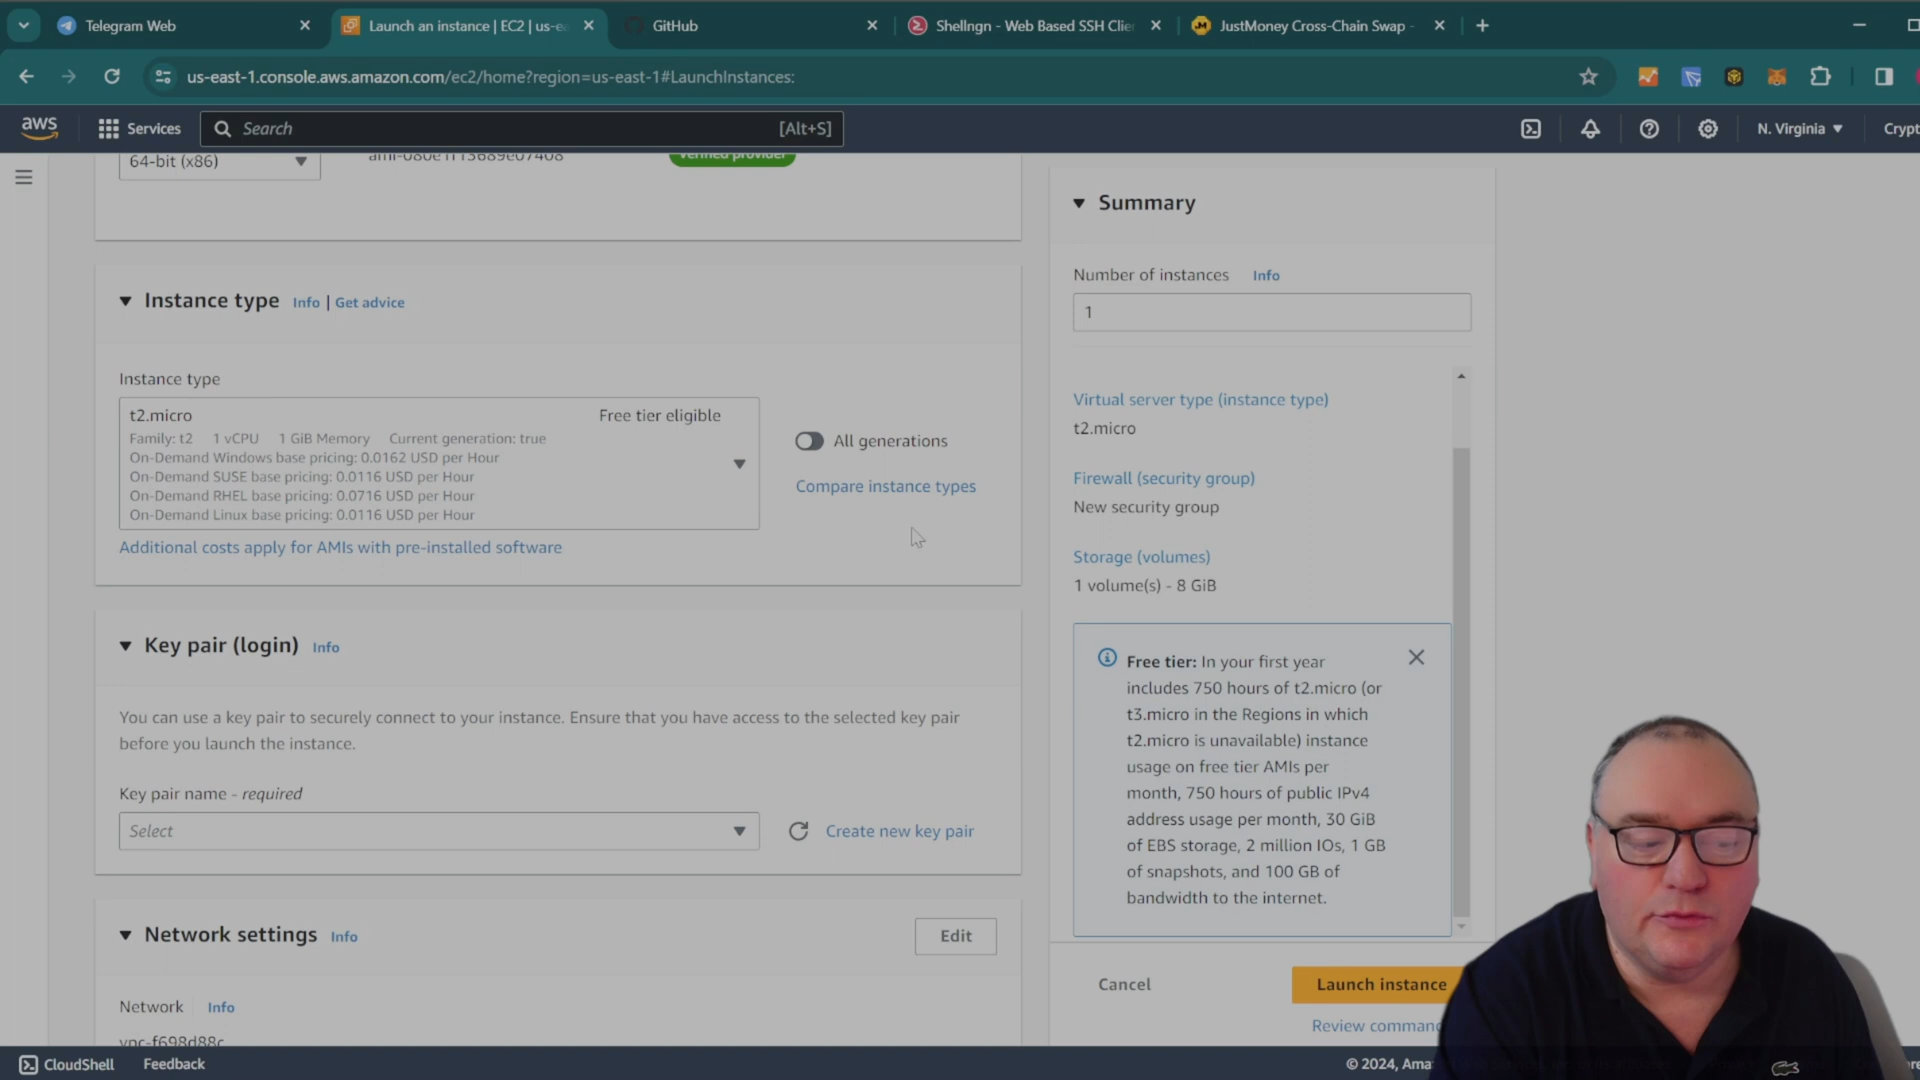 Telegram Web
Launch an instance | EC2 | us-ea
GitHub
Shellngn - Web Based SSH Clie
JustMoney Cross-Chain Swap -
us-east-1.console.aws.amazon.com/ec2/home?region=us-east-1#LaunchInstances:
aws
Services
Search
[Alt+S]
N. Virginia
Crypt
64-bit (x86)
Verified provider
Summary
Number of instances Info
1
Instance type Info | Get advice
Instance type
t2.micro Free tier eligible
Family: t2 1 vCPU 1 GiB Memory Current generation: true
On-Demand Windows base pricing: 0.0162 USD per Hour
On-Demand SUSE base pricing: 0.0116 USD per Hour
On-Demand RHEL base pricing: 0.0716 USD per Hour
On-Demand Linux base pricing: 0.0116 USD per Hour
All generations
Compare instance types
Additional costs apply for AMIs with pre-installed software
Virtual server type (instance type)
t2.micro
Firewall (security group)
New security group
Storage (volumes)
1 volume(s) - 8 GiB
Key pair (login) Info
You can use a key pair to securely connect to your instance. Ensure that you have access to the selected key pair
before you launch the instance.
Key pair name - required
Select
Create new key pair
Free tier: In your first year
includes 750 hours of t2.micro (or
t3.micro in the Regions in which
t2.micro is unavailable) instance
usage on free tier AMIs per
month, 750 hours of public IPv4
address usage per month, 30 GiB
of EBS storage, 2 million IOs, 1 GB
of snapshots, and 100 GB of
bandwidth to the internet.
Network settings Info
Edit
Network Info
vpc-f698d88c
Cancel
Launch instance
Review comman
CloudShell
Feedback
© 2024, Ama